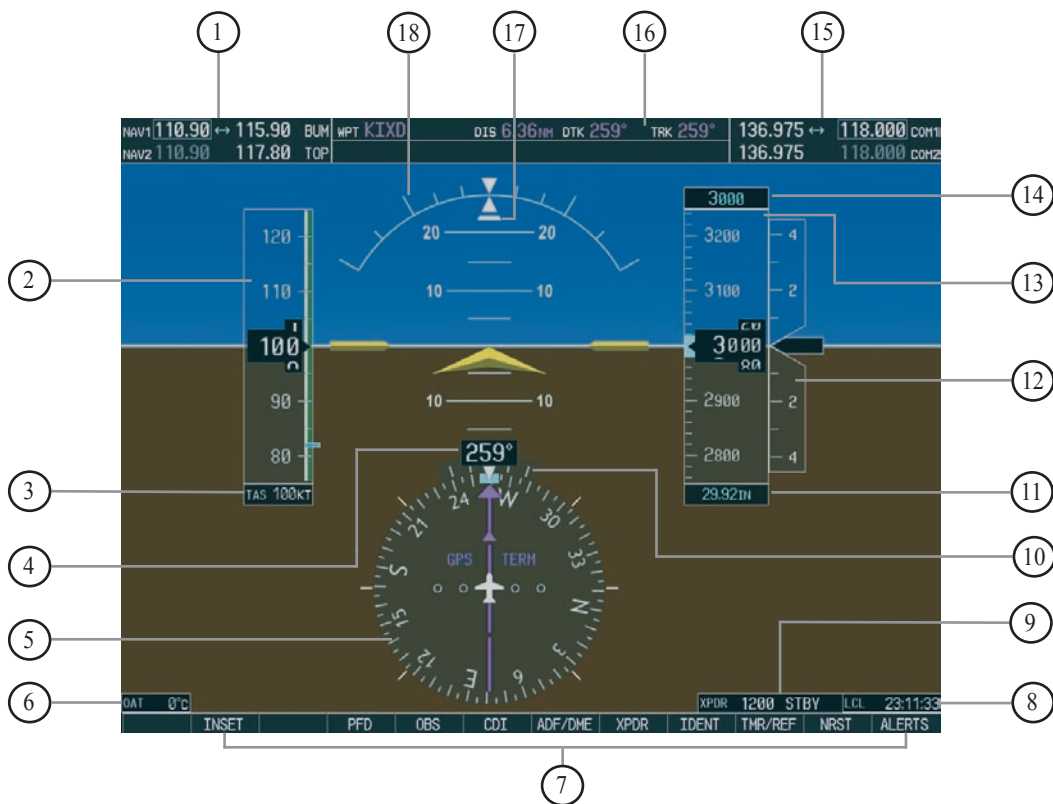 1 18 17 16 15
NAV1 110.90 ↔ 115.90 BUM WPT KIXD DIS 6.36NM DTK 259° TRK 259° 136.975 ↔ 118.000 COM1
NAV2 110.90 117.80 TOP 136.975 118.000 COM2
3000 14
20 20
120 3200 4
2 13
110 10 10 3100 2
1 20
100 3000
0 80
12
90 10 10 2900 2
259°
80 2800 4
3 TAS 100KT 29.92IN 11
24 W
21 30
4 GPS TERM 33 10
S N
5 15 3 9
12 E 6
6 OAT 0°C XPDR 1200 STBY LCL 23:11:33 8
INSET PFD OBS CDI ADF/DME XPDR IDENT TMR/REF NRST ALERTS
7